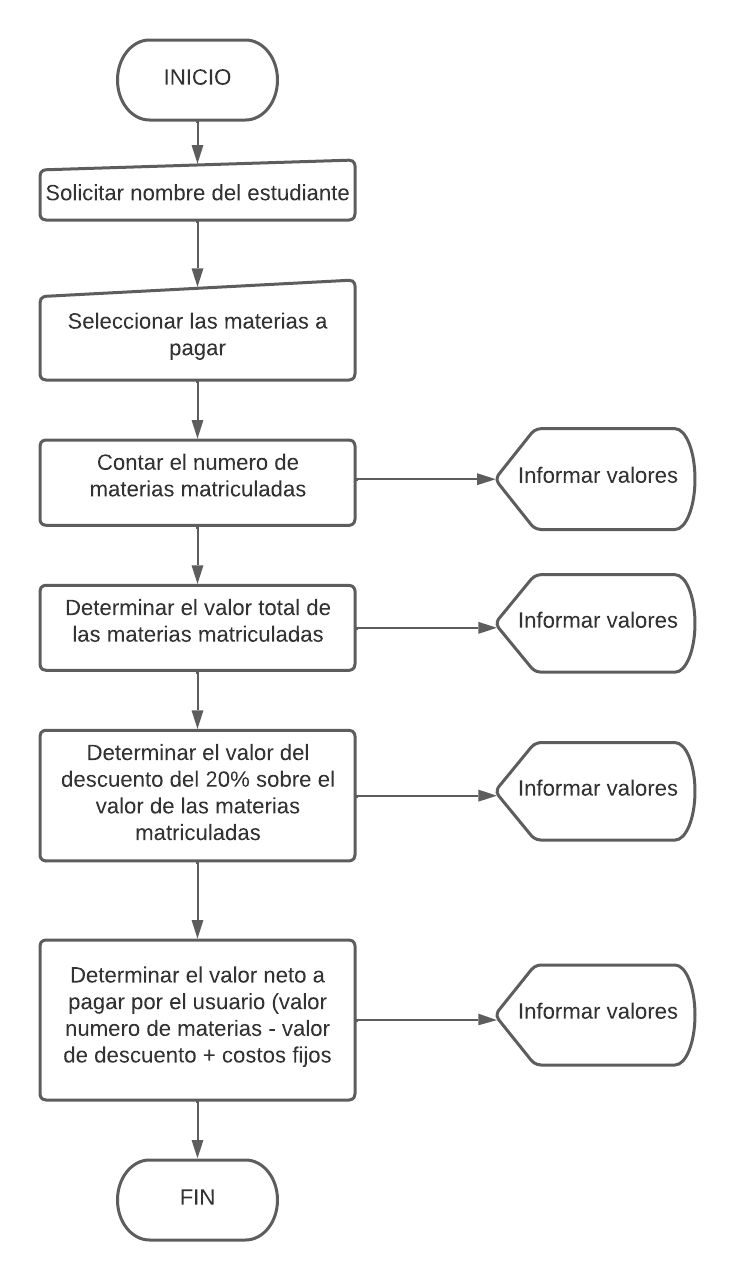 INICIO
Solicitar nombre del estudiante
Seleccionar las materias a
pagar
Contar el numero de
materias matriculadas
Informar valores
Determinar el valor total de
las materias matriculadas
Informar valores
Determinar el valor del
descuento del 20% sobre el
valor de las materias
matriculadas
Informar valores
Determinar el valor neto a
pagar por el usuario (valor
numero de materias - valor
de descuento + costos fijos
Informar valores
FIN